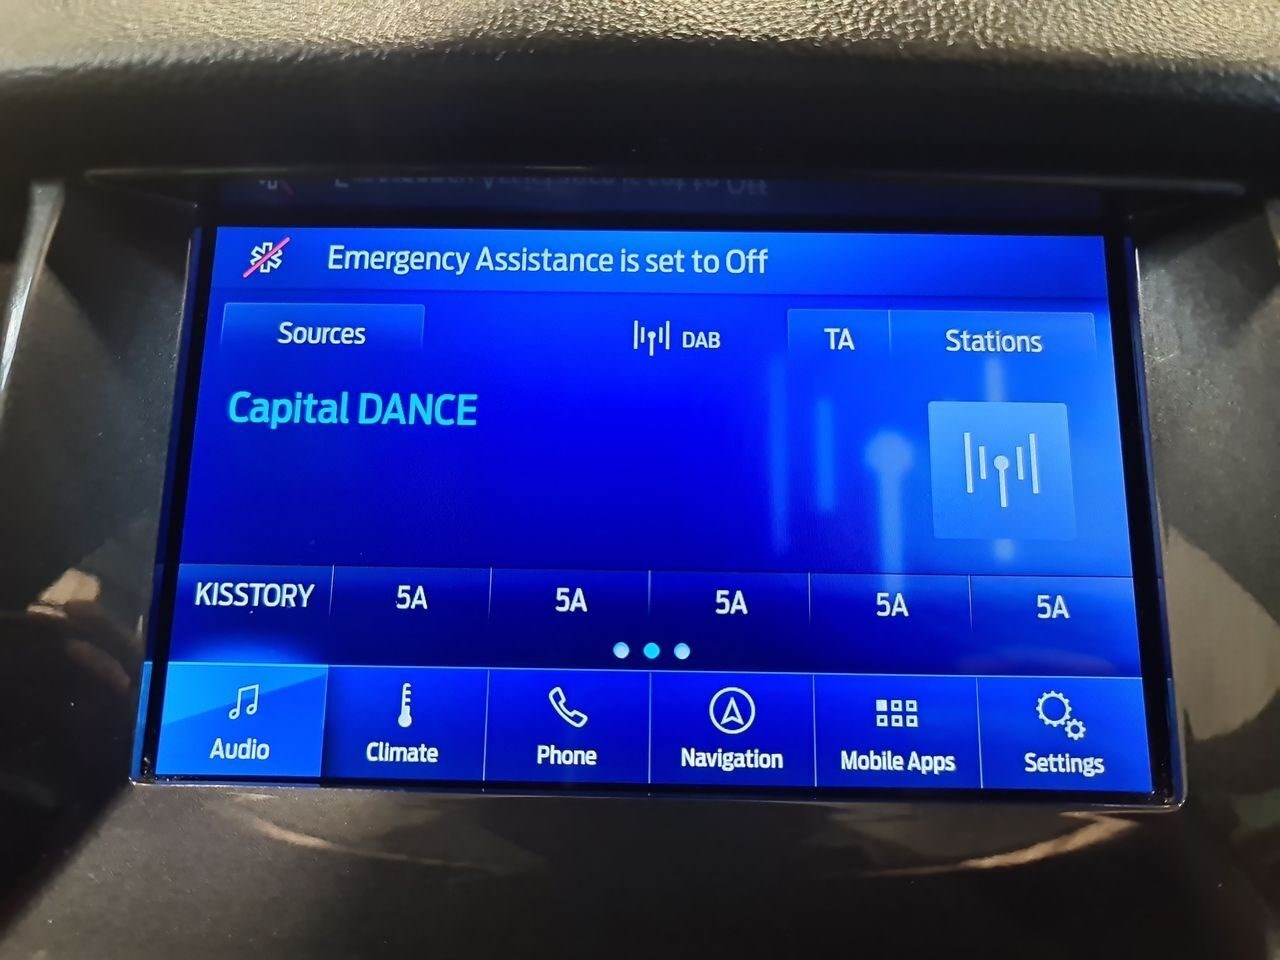 Emergency Assistance is set to Off
Sources
DAB
TA
Stations
Capital DANCE
KISSTORY
5A
5A
5A
5A
5A
Audio
Climate
Phone
Navigation
Mobile Apps
Settings